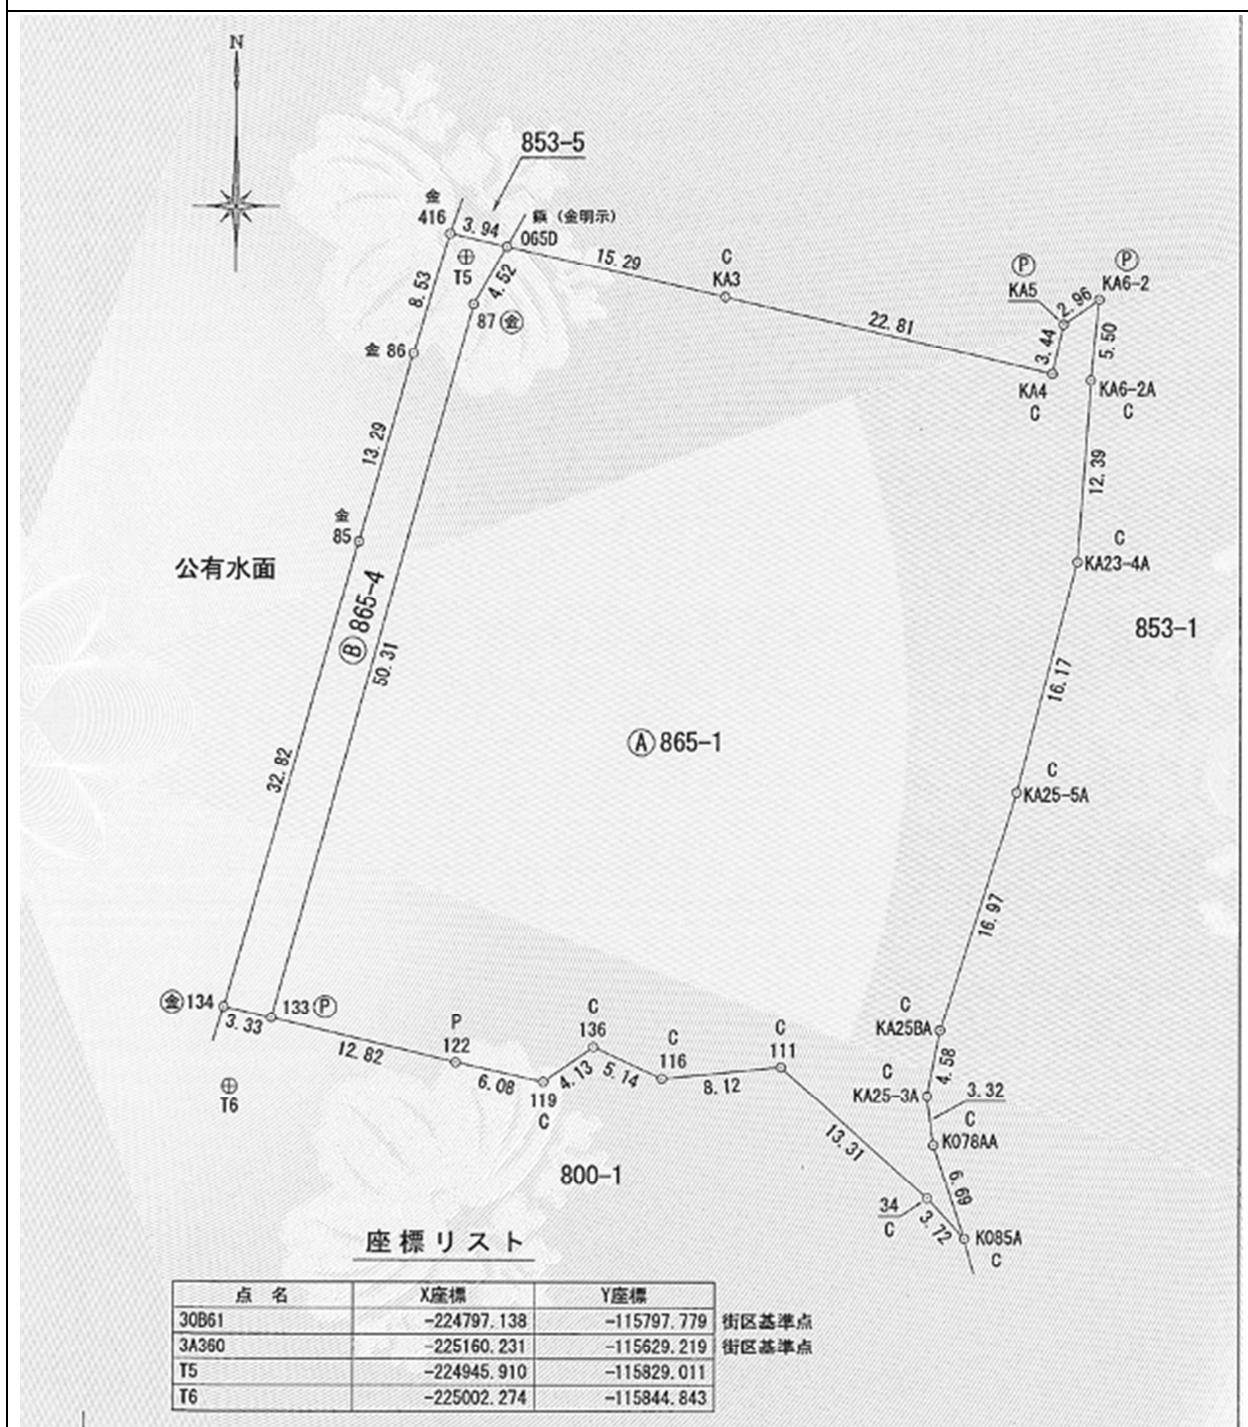 N
853-5
金
416
3.94
鋲（金明示）
065D
T5
4.52
8.53
15.29
C
KA3
Ⓟ
KA5
Ⓟ
KA6-2
2.96
87 ㊎
22.81
3.44
5.50
金 86
KA4
C
KA6-2A
C
13.29
12.39
金
85
C
KA23-4A
公有水面
Ⓑ 865-4
50.31
853-1
16.17
Ⓐ 865-1
32.82
C
KA25-5A
16.97
㊎ 134
133 Ⓟ
3.33
12.82
P
122
C
136
C
116
C
111
C
KA25BA
6.08
4.13
5.14
8.12
4.58
T6
119
C
C
KA25-3A
3.32
C
K078AA
13.31
800-1
6.69
34
C
3.72
K085A
C
座標リスト
点 名 X座標 Y座標
30B61 -224797.138 -115797.779 街区基準点
3A360 -225160.231 -115629.219 街区基準点
T5 -224945.910 -115829.011
T6 -225002.274 -115844.843